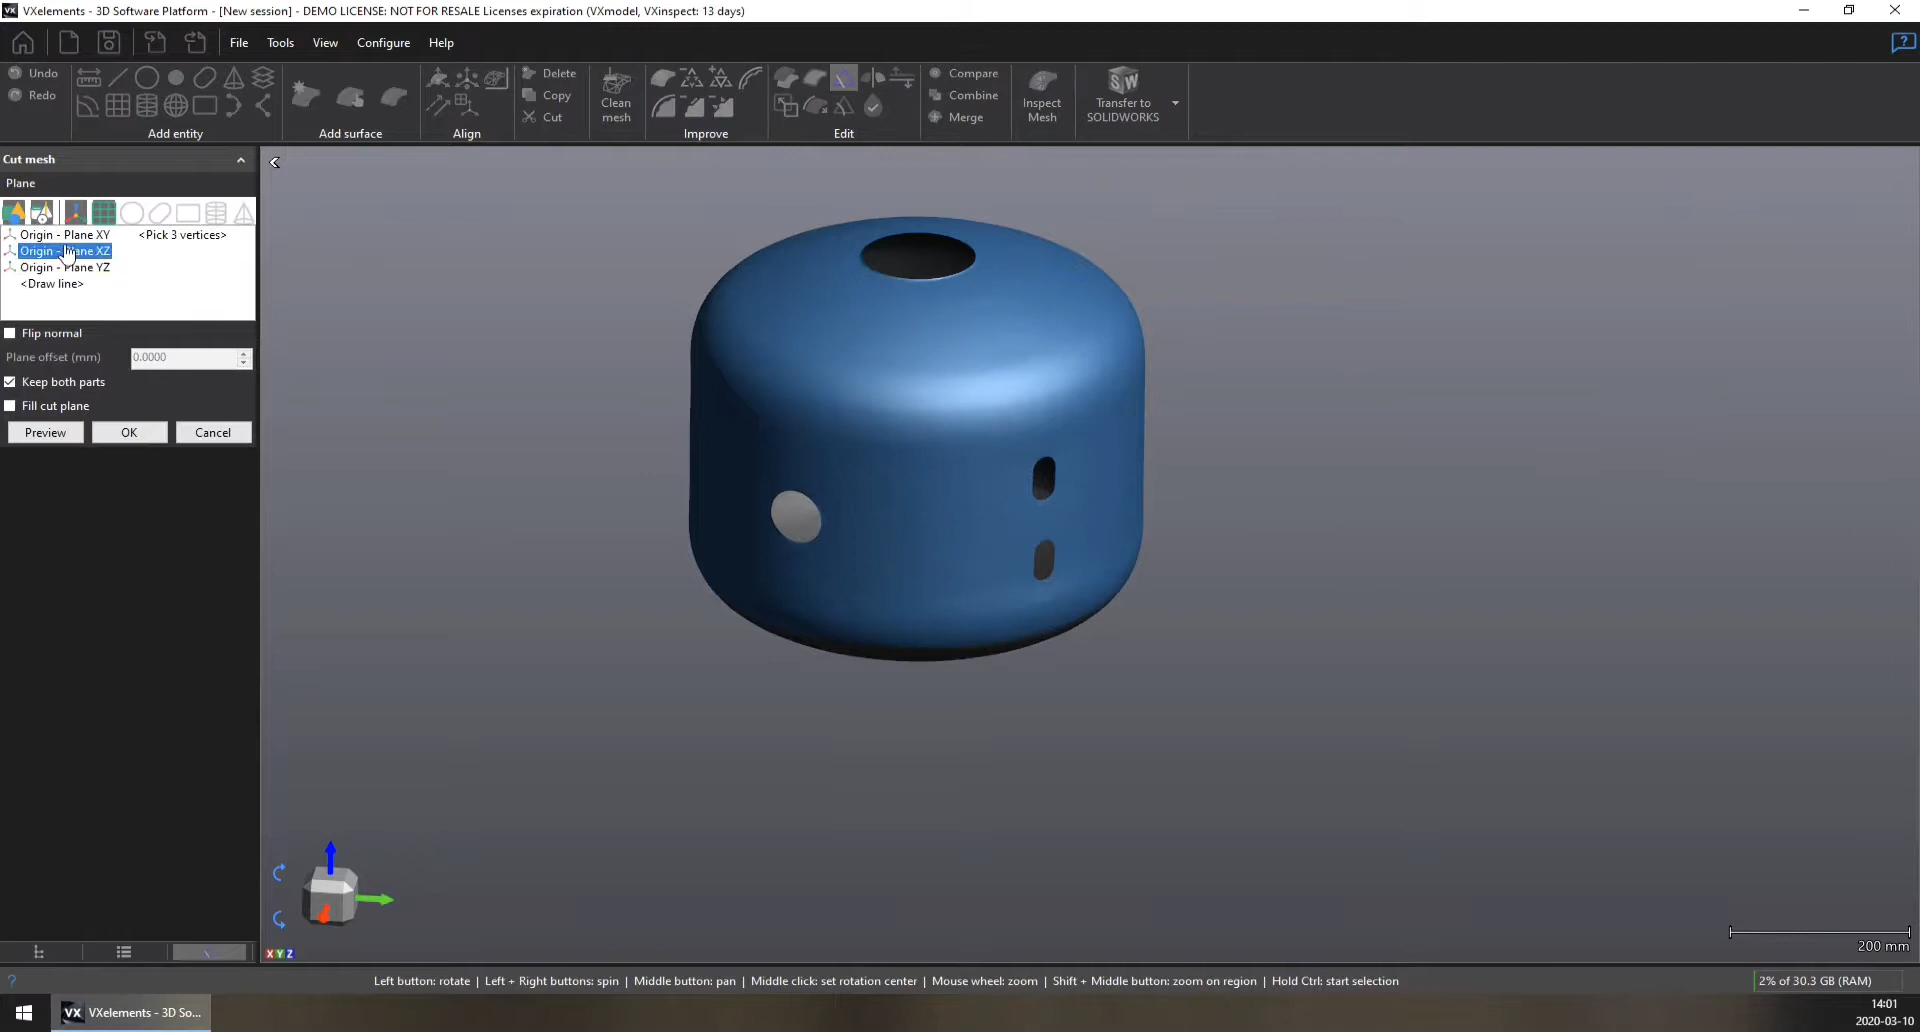 VXelements - 3D Software Platform - [New session] - DEMO LICENSE: NOT FOR RESALE Licenses expiration (VXmodel, VXinspect: 13 days)
File Tools View Configure Help
Undo
Redo
Add entity
Add surface
Align
Delete
Copy
Cut
Clean mesh
Improve
Edit
Compare
Combine
Merge
Inspect Mesh
SW
Transfer to SOLIDWORKS
Cut mesh
Plane
Origin - Plane XY <Pick 3 vertices>
Origin - Plane XZ
Origin - Plane YZ
<Draw line>
Flip normal
Plane offset (mm) 0.0000
Keep both parts
Fill cut plane
Preview OK Cancel
XYZ
200 mm
Left button: rotate | Left + Right buttons: spin | Middle button: pan | Middle click: set rotation center | Mouse wheel: zoom | Shift + Middle button: zoom on region | Hold Ctrl: start selection
2% of 30.3 GB (RAM)
VX VXelements - 3D So...
14:01
2020-03-10